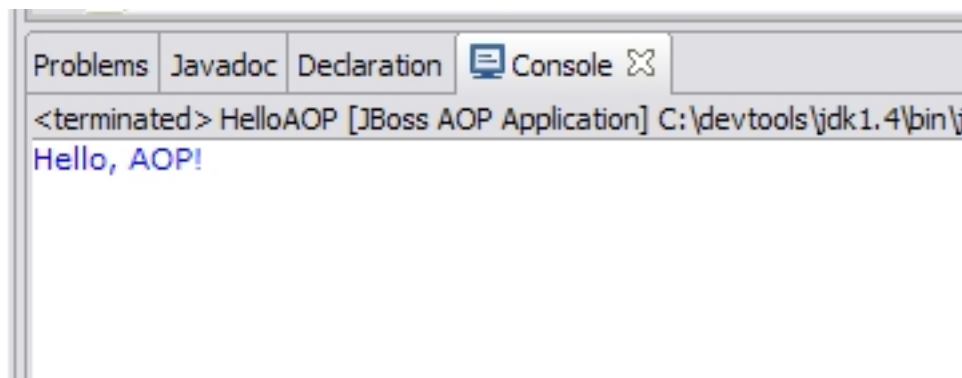 Problems Javadoc Declaration Console
<terminated> HelloAOP [JBoss AOP Application] C:\devtools\jdk1.4\bin\j
Hello, AOP!